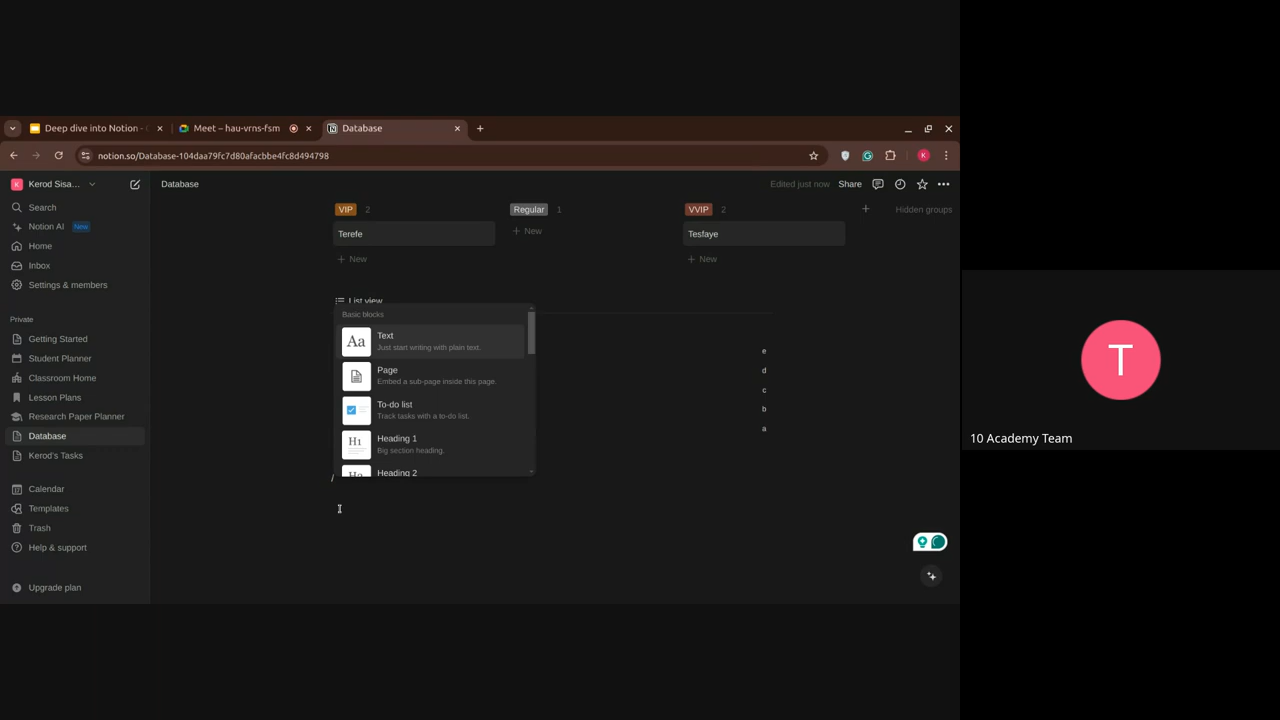 Deep dive into Notion - G
Meet – hau-vrns-fsm
Database
notion.so/Database-104daa79fc7d80afacbbe4fc8d494798
K
K
Kerod Sisa...
Database
Edited just now
Share
Search
Notion AI
New
Home
Inbox
Settings & members
Private
Getting Started
Student Planner
Classroom Home
Lesson Plans
Research Paper Planner
Database
Kerod's Tasks
Calendar
Templates
Trash
Help & support
Upgrade plan
VIP 2
Regular 1
VVIP 2
+
Hidden groups
Terefe
+ New
Tesfaye
+ New
+ New
List view
Basic blocks
Aa
Text
Just start writing with plain text.
Page
Embed a sub-page inside this page.
To-do list
Track tasks with a to-do list.
H1
Heading 1
Big section heading.
Heading 2
/
e
d
c
b
a
T
10 Academy Team